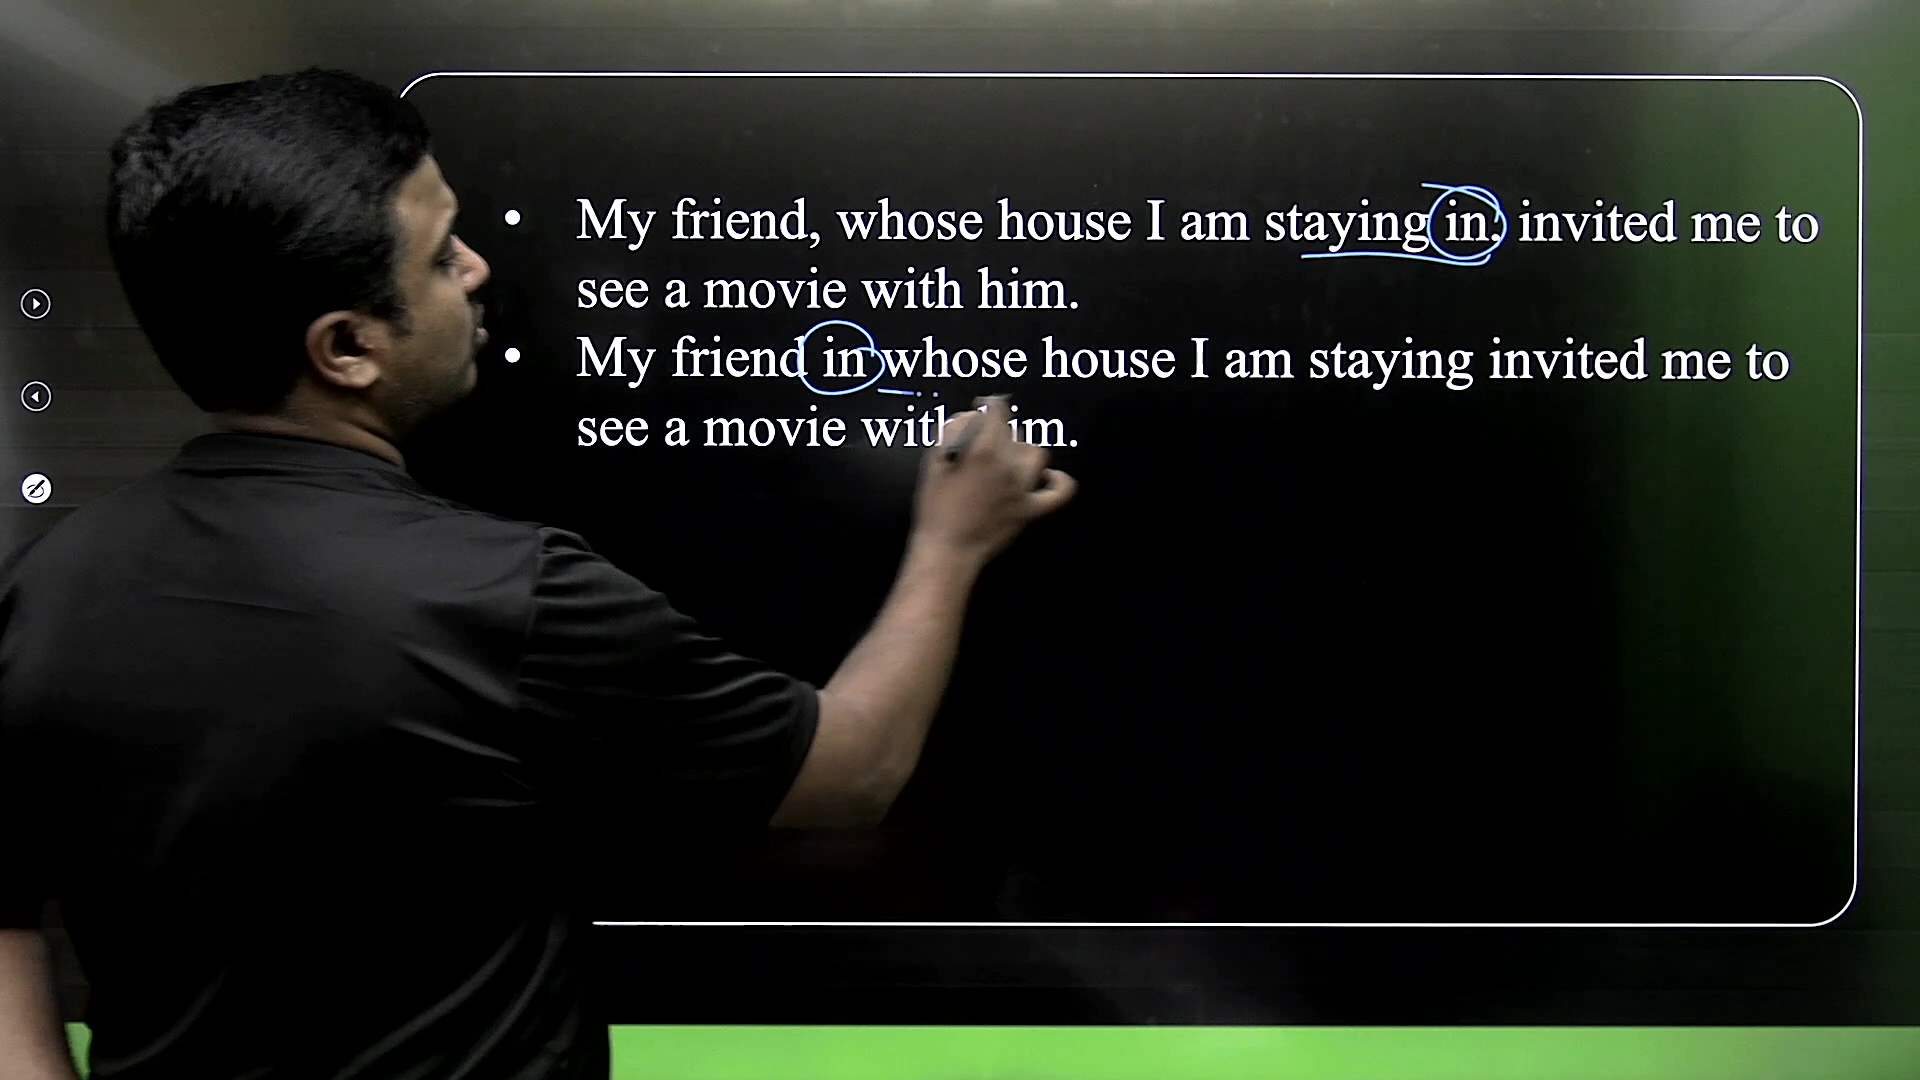 • My friend, whose house I am staying in, invited me to
see a movie with him.
• My friend in whose house I am staying invited me to
see a movie with him.